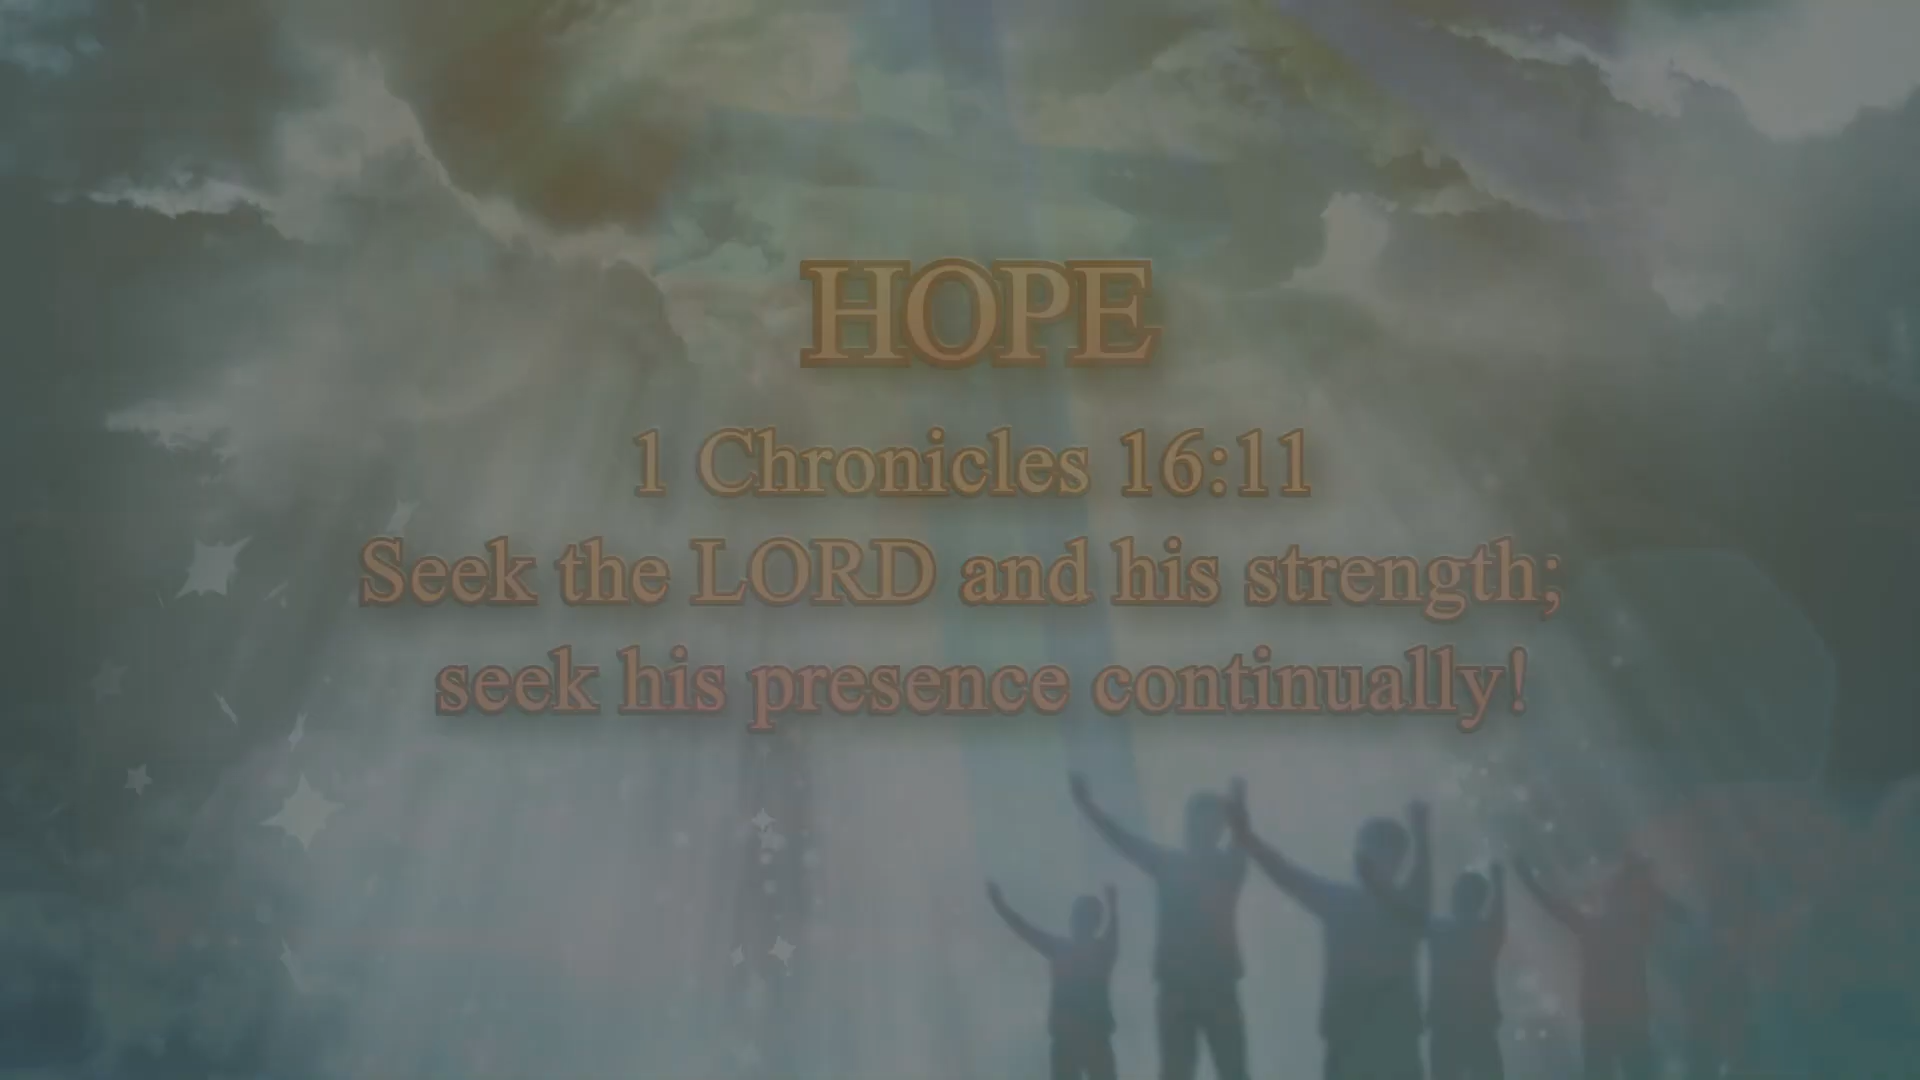 HOPE
1 Chronicles 16:11
Seek the LORD and his strength;
seek his presence continually!